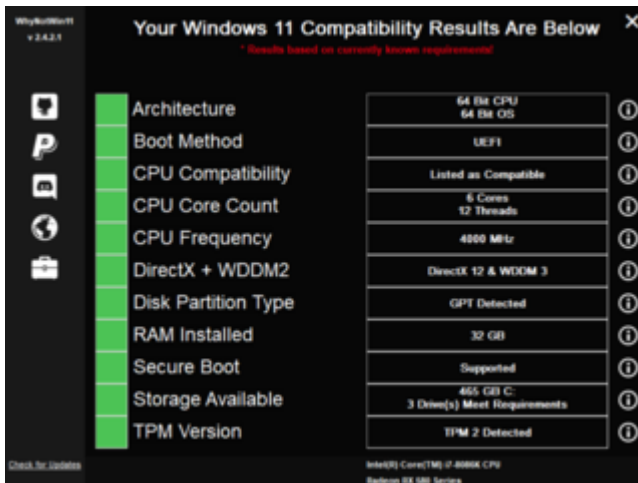 WhyNotWin11
v 2.4.2.1
Your Windows 11 Compatibility Results Are Below
* Results based on currently known requirements!
Architecture
64 Bit CPU
64 Bit OS
Boot Method
UEFI
CPU Compatibility
Listed as Compatible
CPU Core Count
6 Cores
12 Threads
CPU Frequency
4000 MHz
DirectX + WDDM2
DirectX 12 & WDDM 3
Disk Partition Type
GPT Detected
RAM Installed
32 GB
Secure Boot
Supported
Storage Available
465 GB C:
3 Drive(s) Meet Requirements
TPM Version
TPM 2 Detected
Check for Updates
Intel(R) Core(TM) i7-8086K CPU
Radeon RX 580 Series